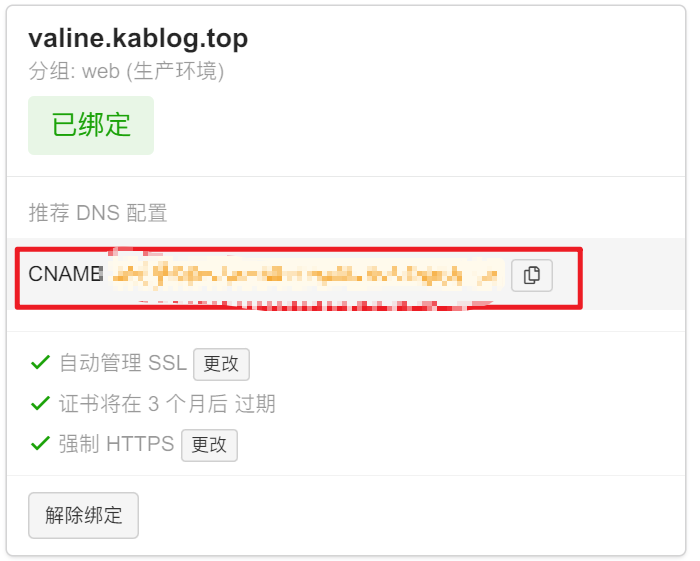 valine.kablog.top
分组: web (生产环境)
已绑定
推荐 DNS 配置
CNAME
自动管理 SSL 更改
证书将在 3 个月后 过期
强制 HTTPS 更改
解除绑定